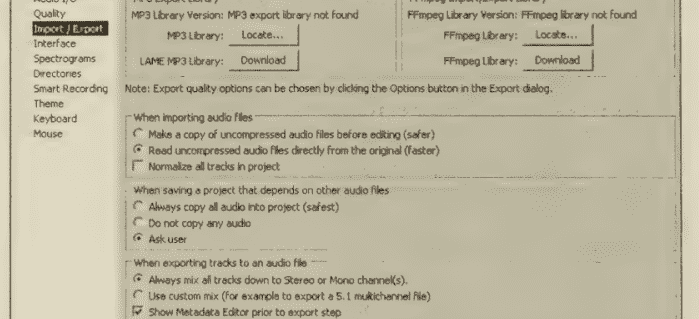 Quality
Import / Export
Interface
Spectrograms
Directories
Smart Recording
Theme
Keyboard
Mouse
MP3 Library Version: MP3 export library not found
MP3 Library: Locate...
LAME MP3 Library: Download
FFmpeg Library Version: FFmpeg library not found
FFmpeg Library: Locate...
FFmpeg Library: Download
Note: Export quality options can be chosen by clicking the Options button in the Export dialog.
When importing audio files
Make a copy of uncompressed audio files before editing (safer)
Read uncompressed audio files directly from the original (faster)
Normalize all tracks in project
When saving a project that depends on other audio files
Always copy all audio into project (safest)
Do not copy any audio
Ask user
When exporting tracks to an audio file
Always mix all tracks down to Stereo or Mono channel(s).
Use custom mix (for example to export a 5.1 multichannel file)
Show Metadata Editor prior to export step